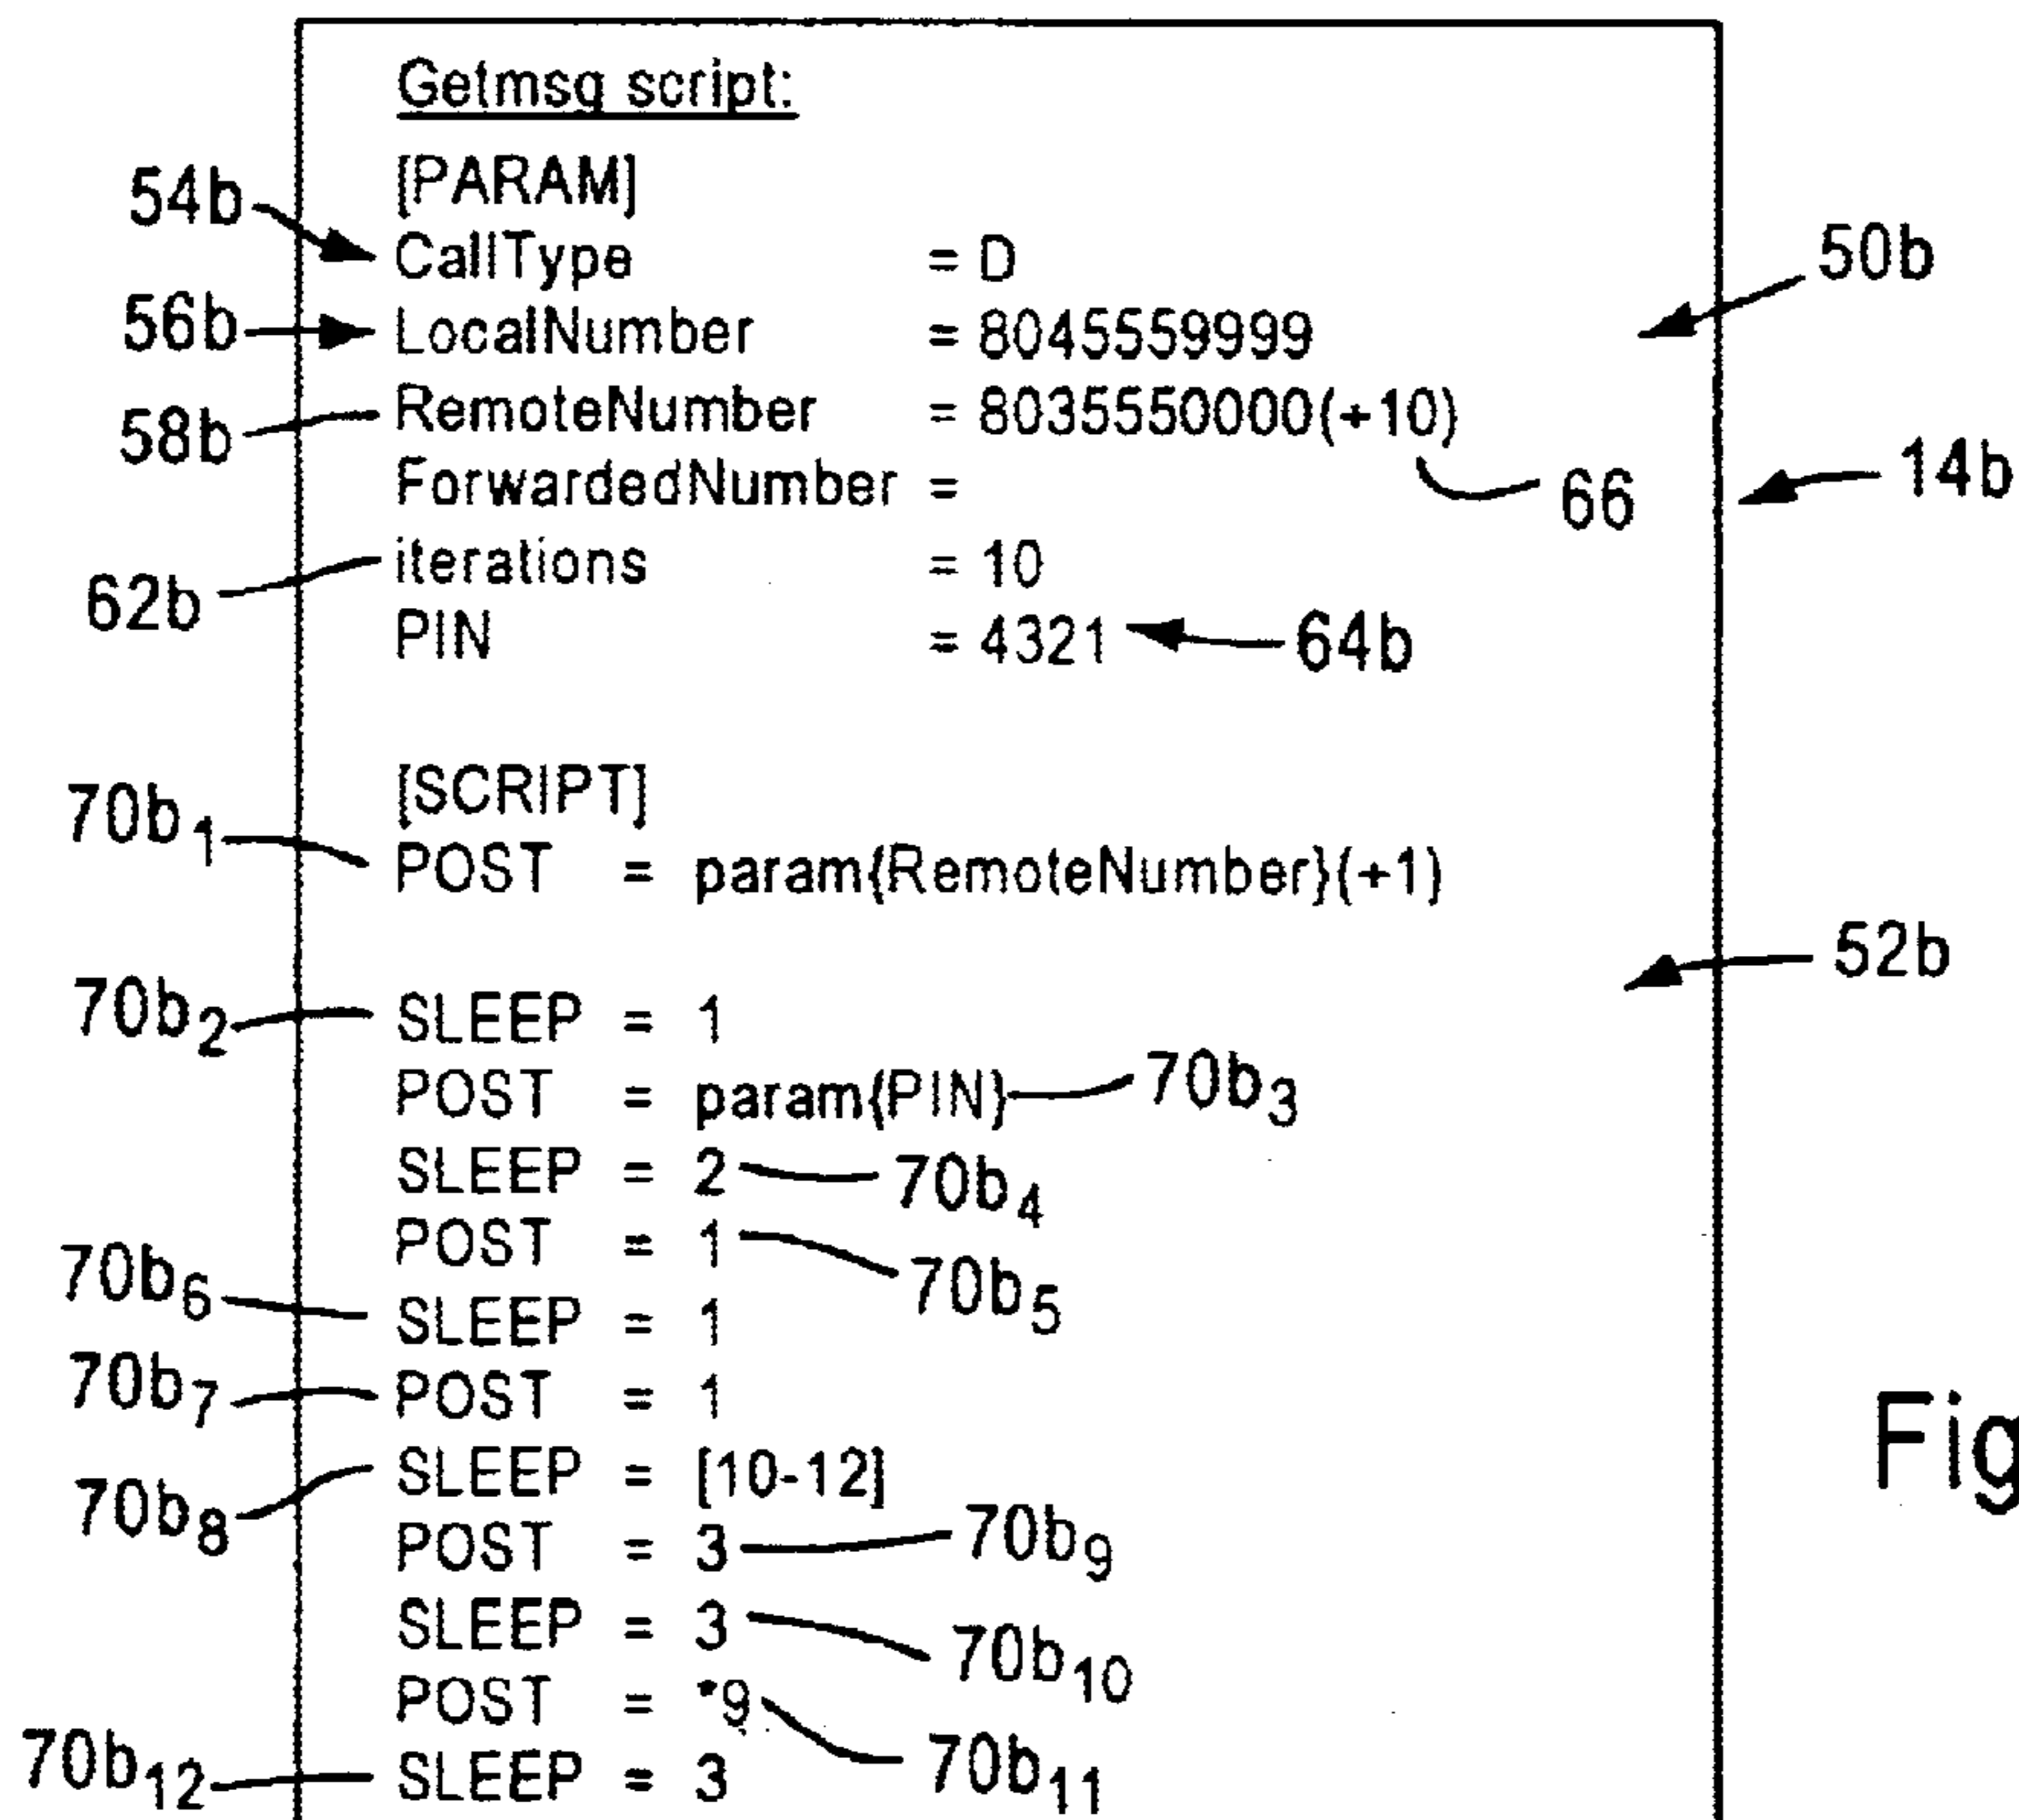 Getmsg script:
[PARAM]
54b
CallType = D
50b
56b
LocalNumber = 8045559999
58b
RemoteNumber = 8035550000(+10)
ForwardedNumber =
66
14b
62b
iterations = 10
PIN = 4321
64b
[SCRIPT]
70b1
POST = param{RemoteNumber}(+1)
52b
70b2
SLEEP = 1
POST = param{PIN}
70b3
SLEEP = 2
70b4
POST = 1
70b5
70b6
SLEEP = 1
70b7
POST = 1
Fig
70b8
SLEEP = [10-12]
POST = 3
70b9
SLEEP = 3
70b10
POST = *9
70b11
70b12
SLEEP = 3